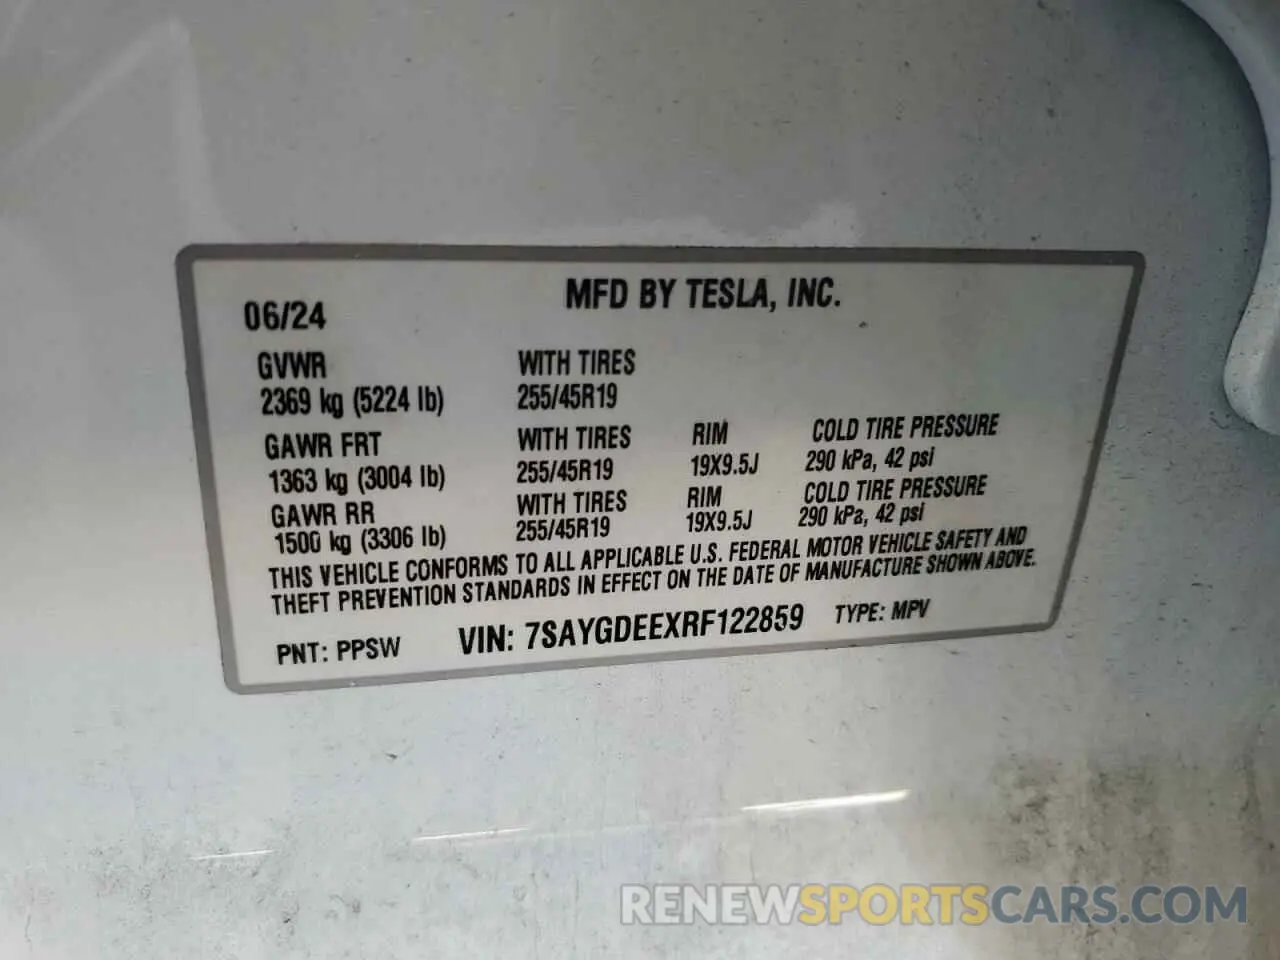 MFD BY TESLA, INC.
06/24
GVWR WITH TIRES
2369 kg (5224 lb) 255/45R19
GAWR FRT WITH TIRES RIM COLD TIRE PRESSURE
1363 kg (3004 lb) 255/45R19 19X9.5J 290 kPa, 42 psi
GAWR RR WITH TIRES RIM COLD TIRE PRESSURE
1500 kg (3306 lb) 255/45R19 19X9.5J 290 kPa, 42 psi
THIS VEHICLE CONFORMS TO ALL APPLICABLE U.S. FEDERAL MOTOR VEHICLE SAFETY AND
THEFT PREVENTION STANDARDS IN EFFECT ON THE DATE OF MANUFACTURE SHOWN ABOVE.
PNT: PPSW VIN: 7SAYGDEEXRF122859 TYPE: MPV
RENEWSPORTSCARS.COM